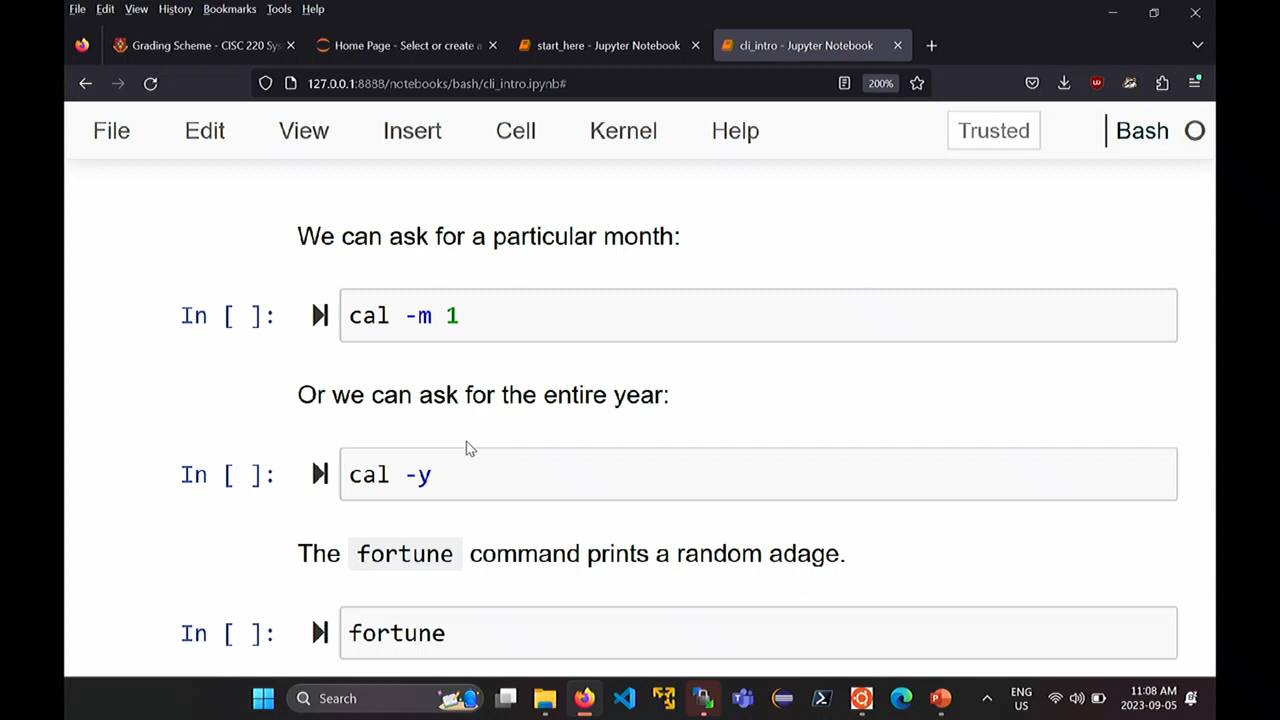 File Edit View History Bookmarks Tools Help
Grading Scheme - CISC 220 Sys
Home Page - Select or create a
start_here - Jupyter Notebook
cli_intro - Jupyter Notebook
127.0.0.1:8888/notebooks/bash/cli_intro.ipynb#
200%
File Edit View Insert Cell Kernel Help
Trusted
Bash
We can ask for a particular month:
In [ ]: cal -m 1
Or we can ask for the entire year:
In [ ]: cal -y
The fortune command prints a random adage.
In [ ]: fortune
Search
ENG
US
11:08 AM
2023-09-05